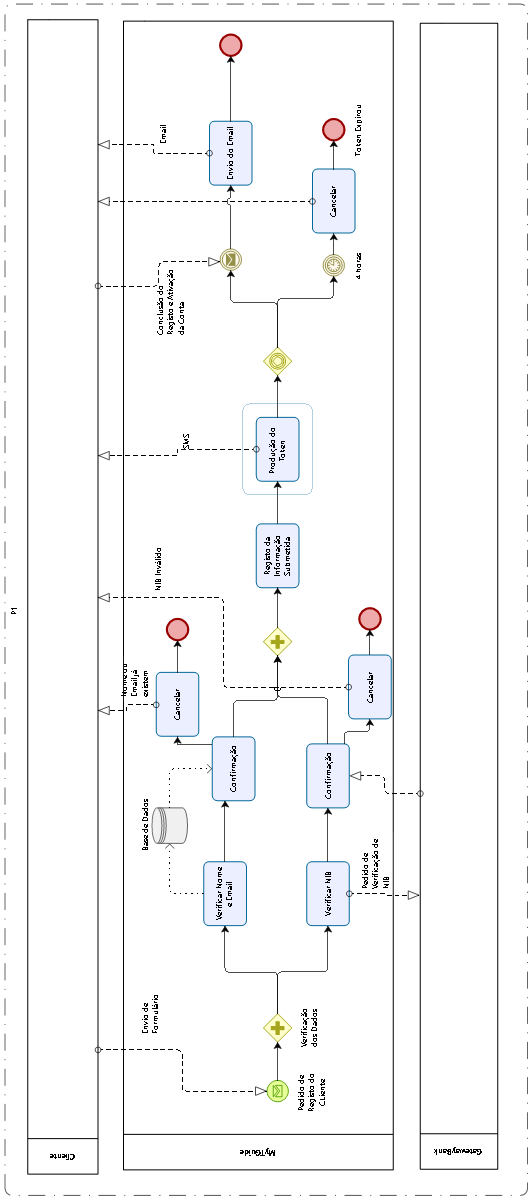 P1
Cliente
MyTGuide
GatewayBank
Envio de
Formulário
Pedido de
Registo do
CLiente
Verificação
dos Dados
Verificar Nome
e Email
Verificar NIB
Pedido de
Verificação de
NIB
Base de Dados
Confirmação
Confirmação
Nome ou
Email já
existem
Cancelar
Cancelar
NIB Inválido
Registo da
Informação
Submetida
Produção do
Token
SMS
Conclusão do
Registo e Ativação
da Conta
4 horas
Envio do Email
Email
Cancelar
Token Expirou